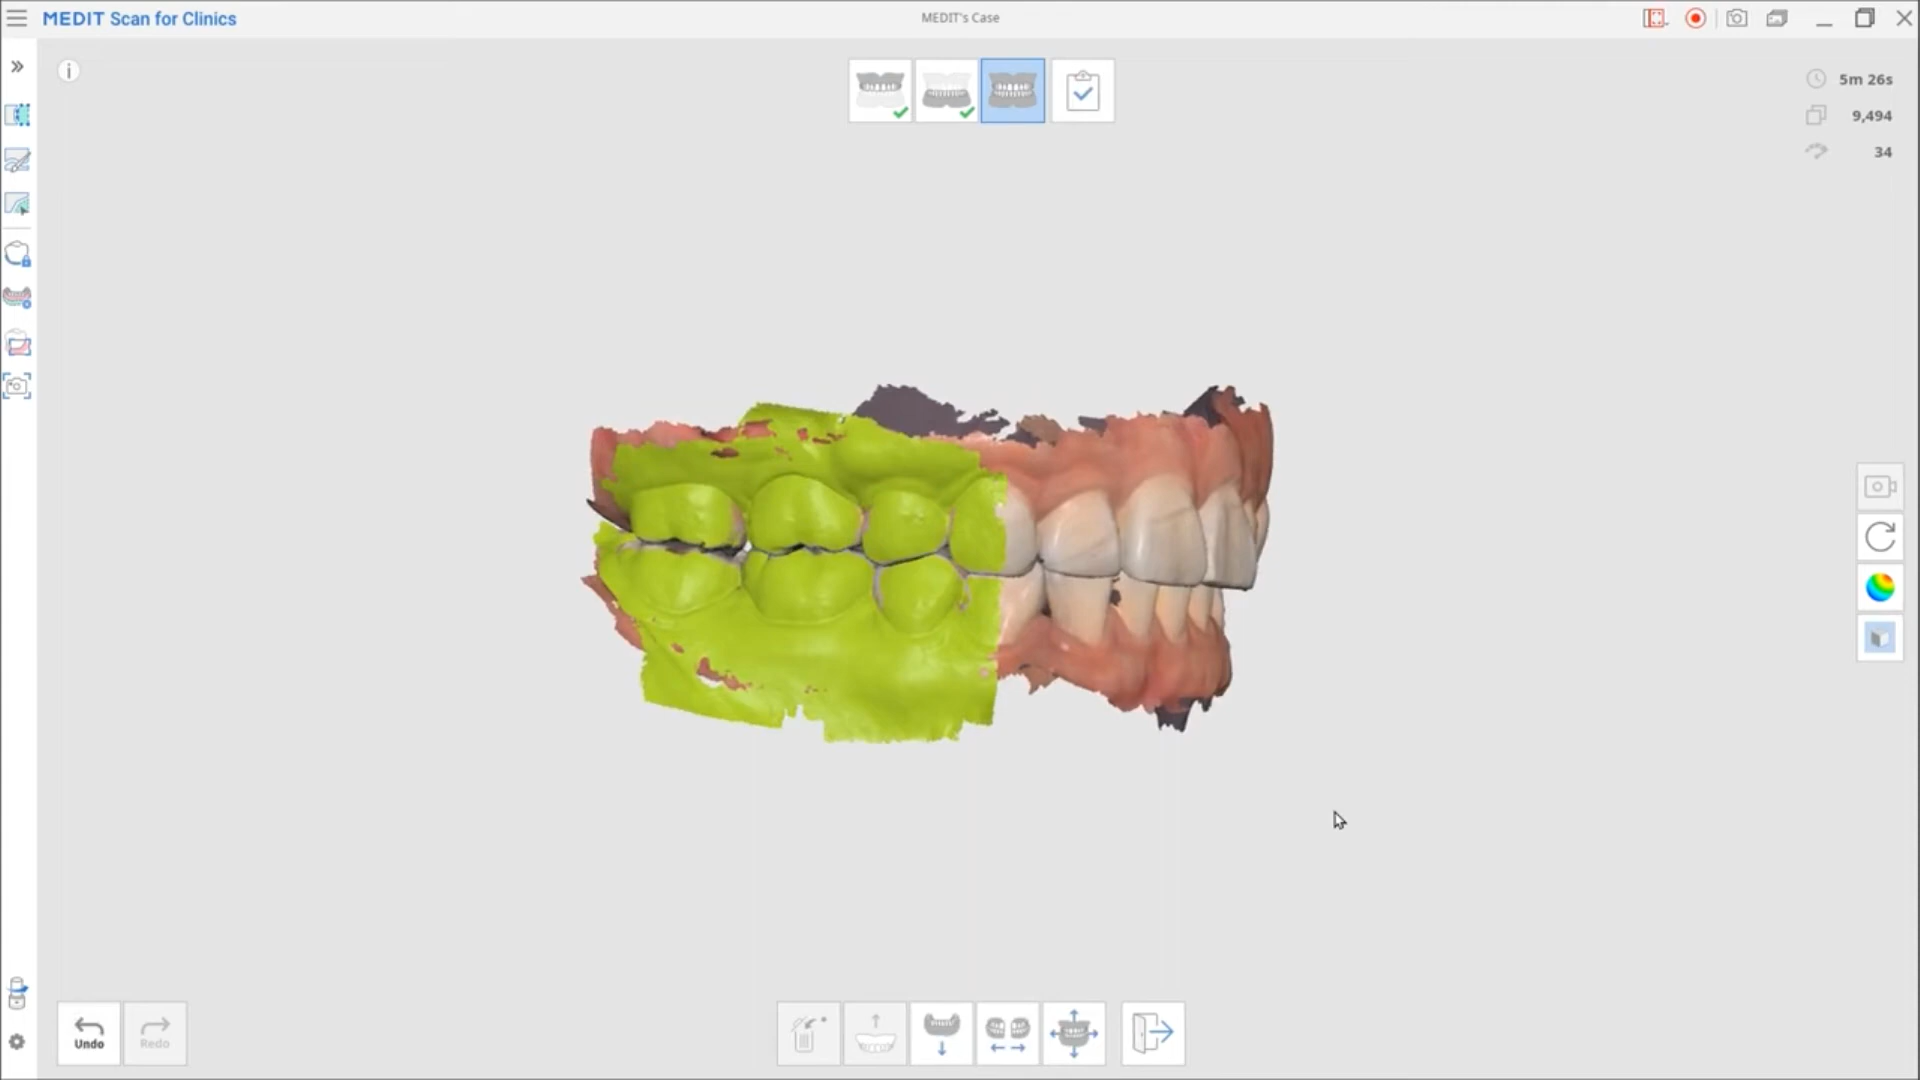 MEDIT Scan for Clinics
MEDIT's Case
5m 26s
9,494
34
Undo
Redo